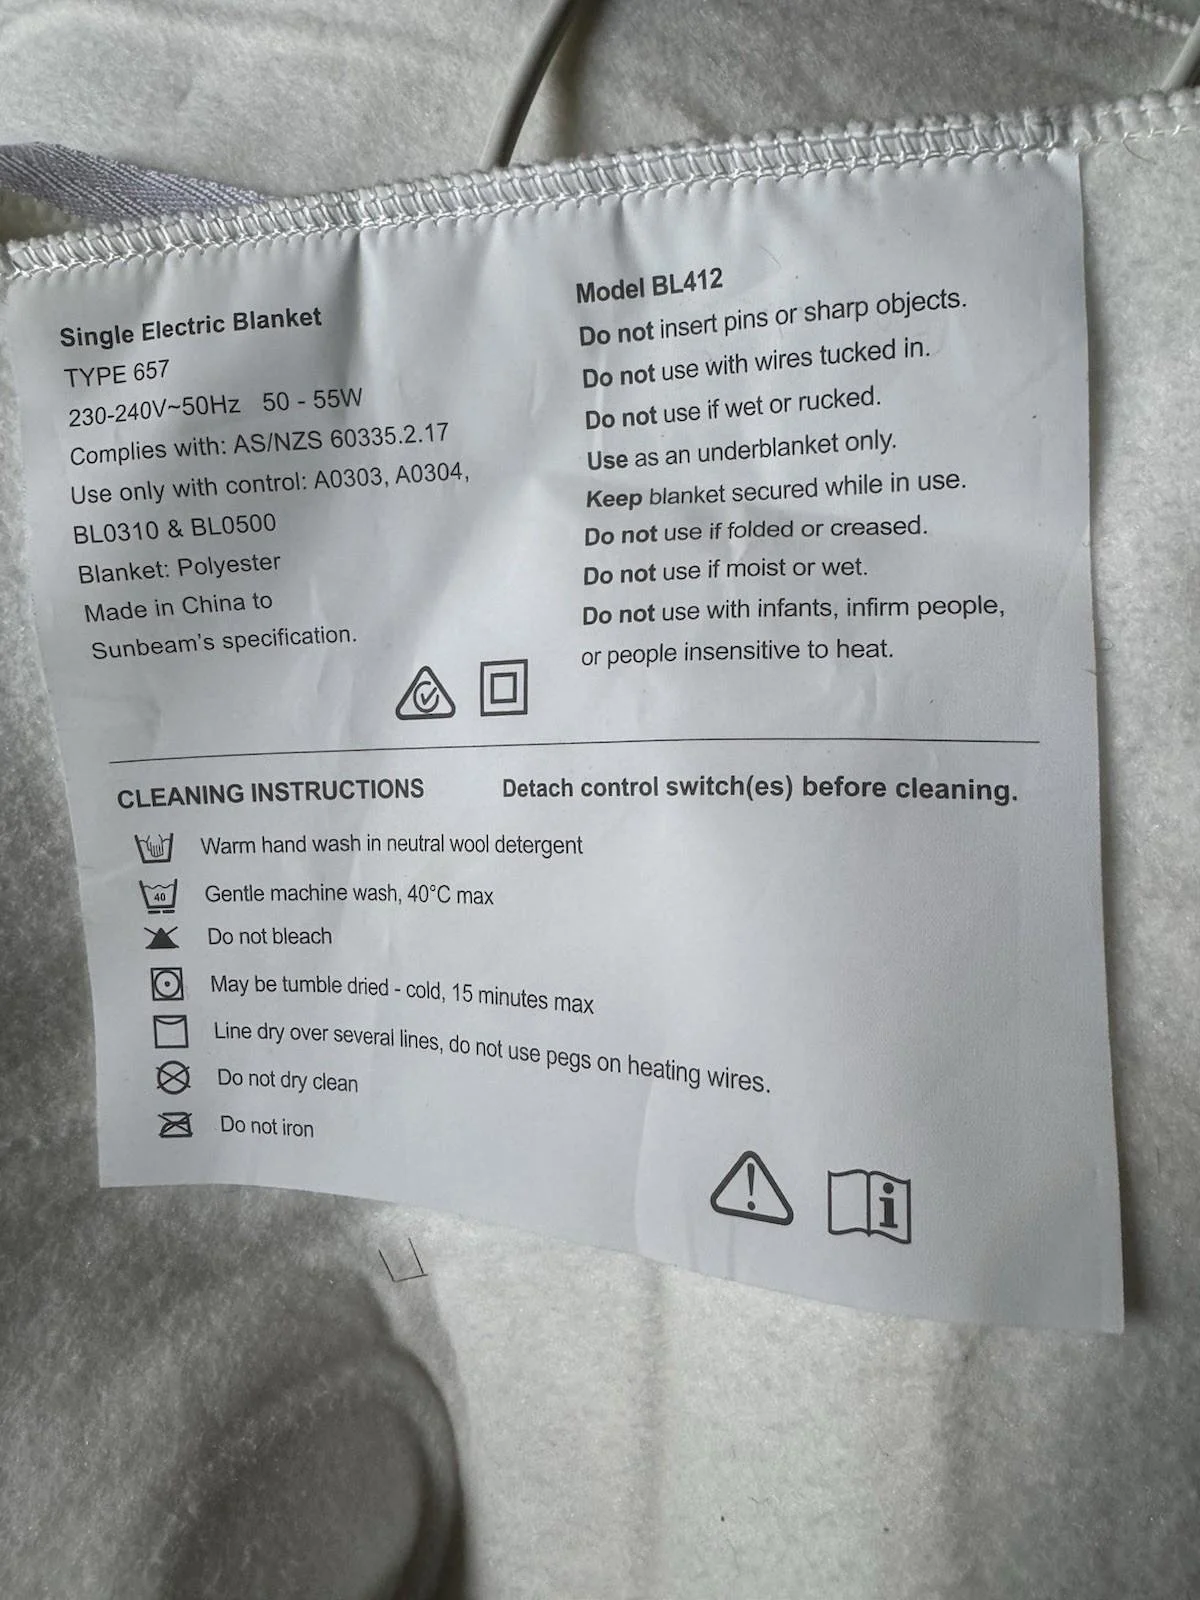 Single Electric Blanket
TYPE 657
230-240V~50Hz 50 - 55W
Complies with: AS/NZS 60335.2.17
Use only with control: A0303, A0304,
BL0310 & BL0500
Blanket: Polyester
Made in China to
Sunbeam's specification.
Model BL412
Do not insert pins or sharp objects.
Do not use with wires tucked in.
Do not use if wet or rucked.
Use as an underblanket only.
Keep blanket secured while in use.
Do not use if folded or creased.
Do not use if moist or wet.
Do not use with infants, infirm people,
or people insensitive to heat.
CLEANING INSTRUCTIONS Detach control switch(es) before cleaning.
Warm hand wash in neutral wool detergent
40 Gentle machine wash, 40°C max
Do not bleach
May be tumble dried - cold, 15 minutes max
Line dry over several lines, do not use pegs on heating wires.
Do not dry clean
Do not iron